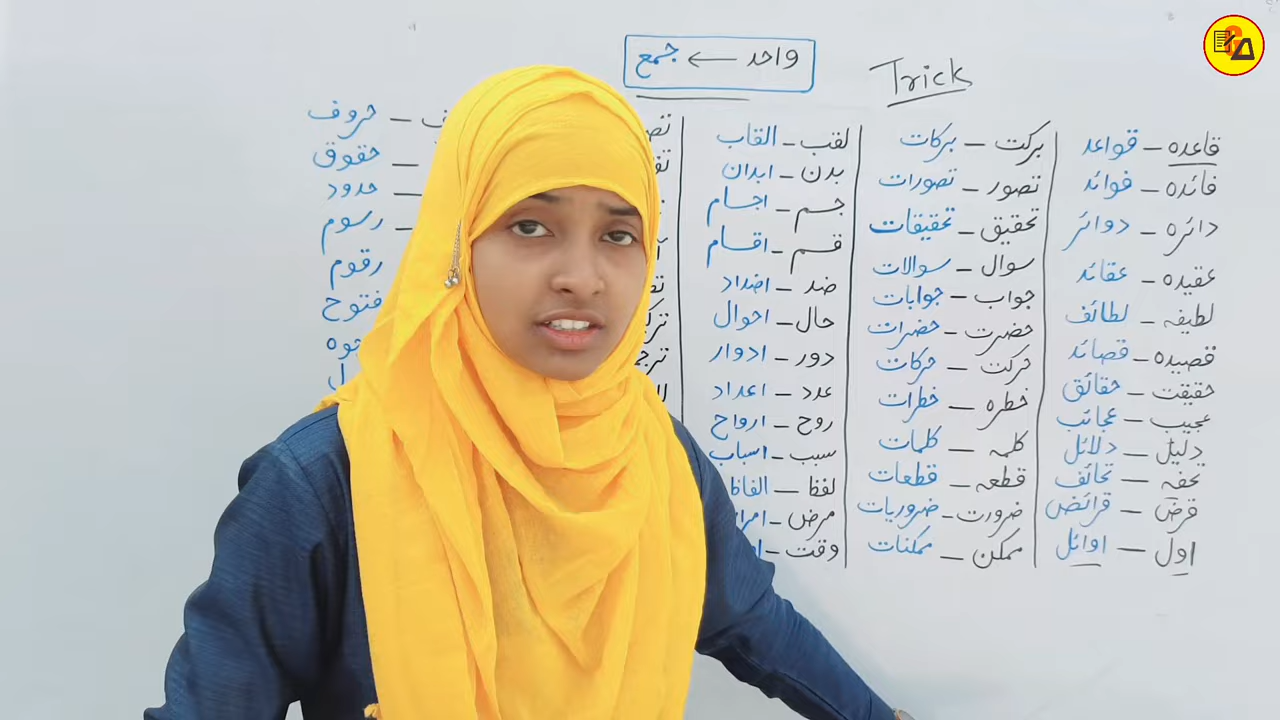 واحد ← جمع
Trick
قاعدہ – قواعد
فائدہ – فوائد
دائرہ – دوائر
عقیدہ – عقائد
لطیفہ – لطائف
قصیدہ – قصائد
حقیقت – حقائق
عجیب – عجائب
دلیل – دلائل
تحفہ – تحائف
فرض – فرائض
اول – اوائل
برکت – برکات
تصور – تصورات
تحقیق – تحقیقات
سوال – سوالات
جواب – جوابات
حضرت – حضرات
حرکت – حرکات
خطرہ – خطرات
کلمہ – کلمات
قطعہ – قطعات
ضرورت – ضروریات
ممکن – ممکنات
لقب – القاب
بدن – ابدان
جسم – اجسام
قسم – اقسام
ضد – اضداد
حال – احوال
دور – ادوار
عدد – اعداد
روح – ارواح
سبب – اسباب
لفظ – الفاظ
مرض –
وقت –
حروف
حقوق
حدود
رسوم
رقوم
فتوح